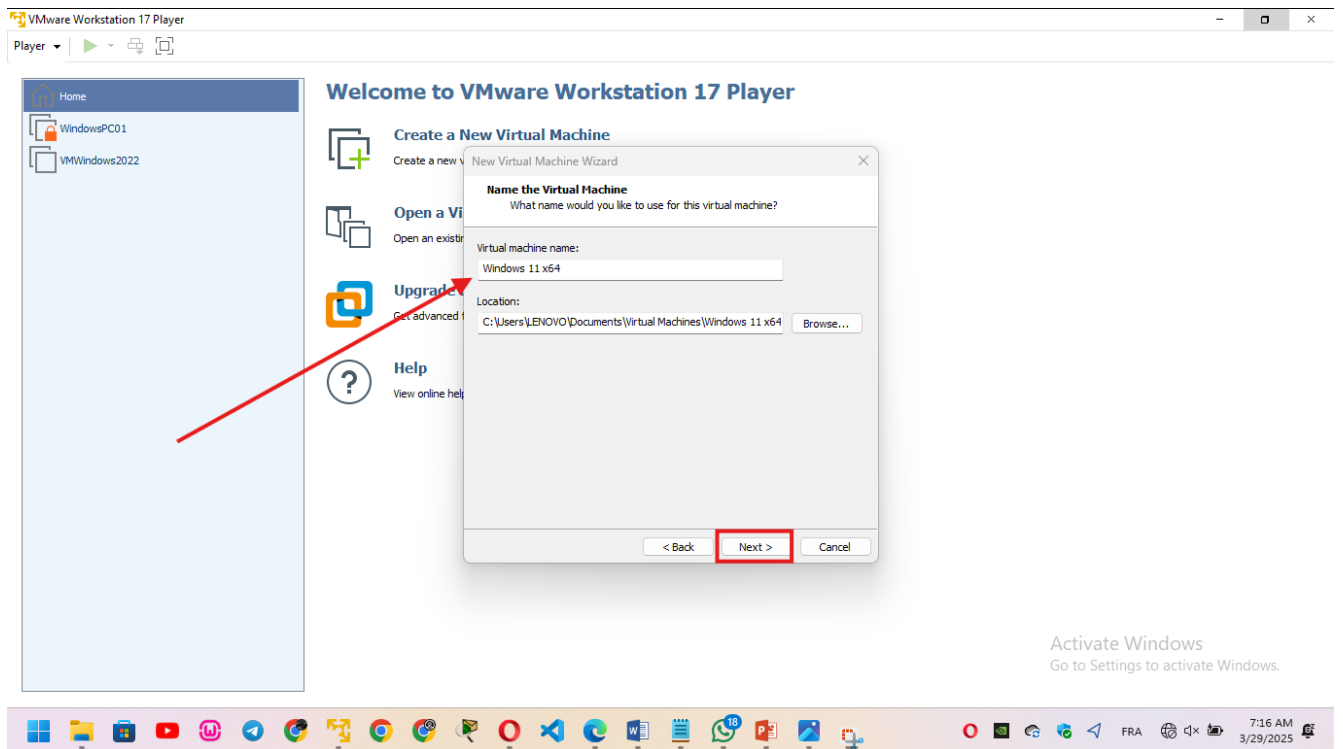 VMware Workstation 17 Player
Player
Home
WindowsPC01
VMWindows2022
Welcome to VMware Workstation 17 Player
Create a New Virtual Machine
Create a new v
Open a Vi
Open an existin
Upgrade
Get advanced f
Help
View online help
New Virtual Machine Wizard
Name the Virtual Machine
What name would you like to use for this virtual machine?
Virtual machine name:
Windows 11 x64
Location:
C:\Users\LENOVO\Documents\Virtual Machines\Windows 11 x64
Browse...
< Back
Next >
Cancel
Activate Windows
Go to Settings to activate Windows.
18
FRA
7:16 AM
3/29/2025